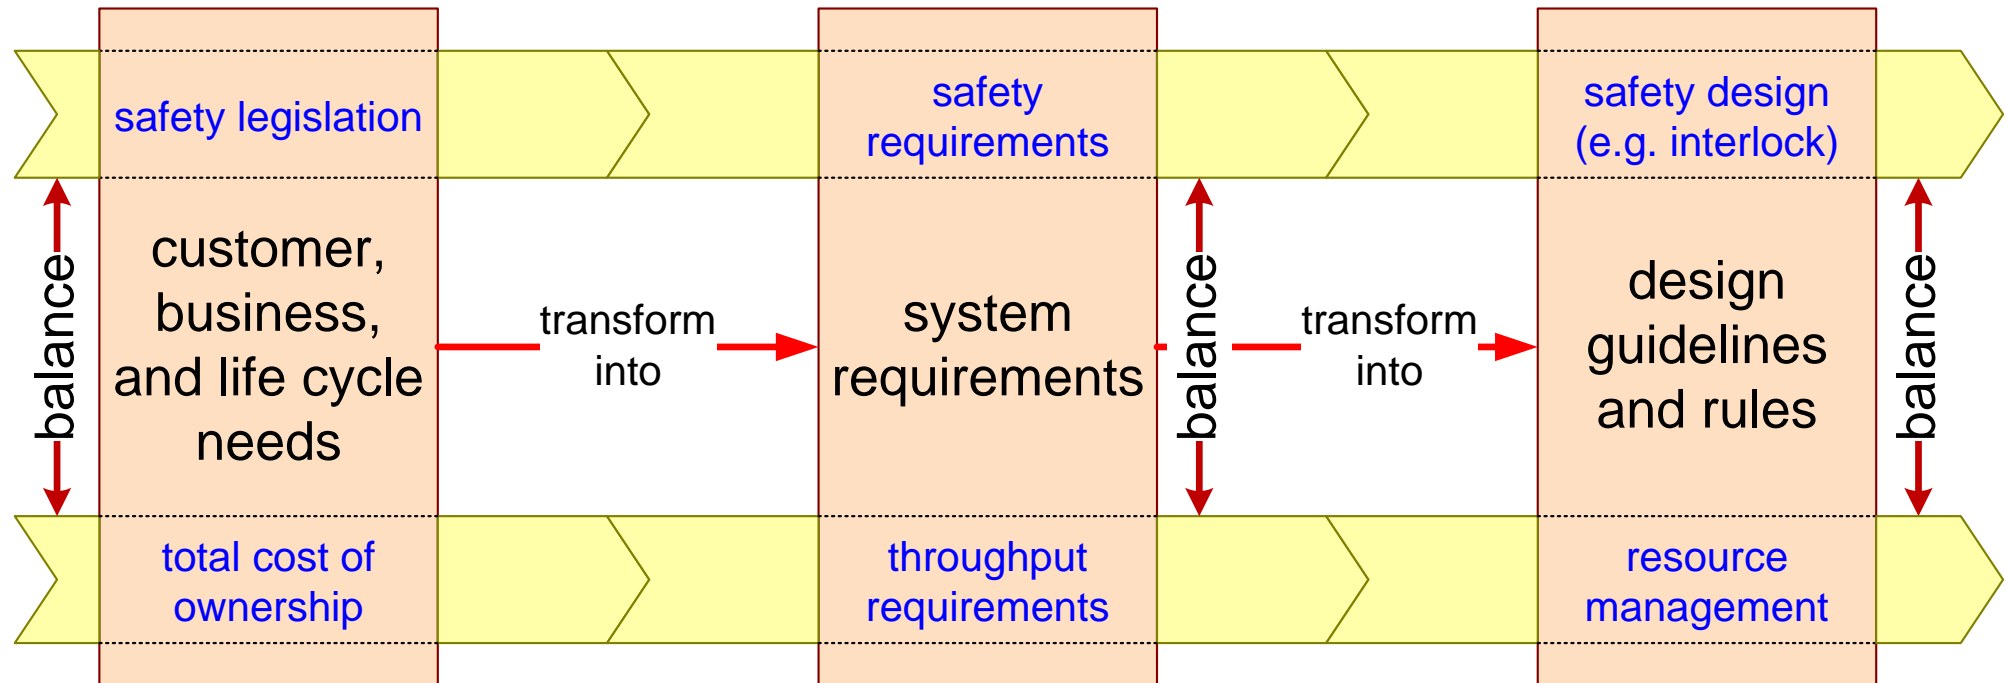 safety legislation
safety
requirements
safety design
(e.g. interlock)
balance
customer,
business,
and life cycle
needs
transform
into
system
requirements
balance
transform
into
design
guidelines
and rules
balance
total cost of
ownership
throughput
requirements
resource
management